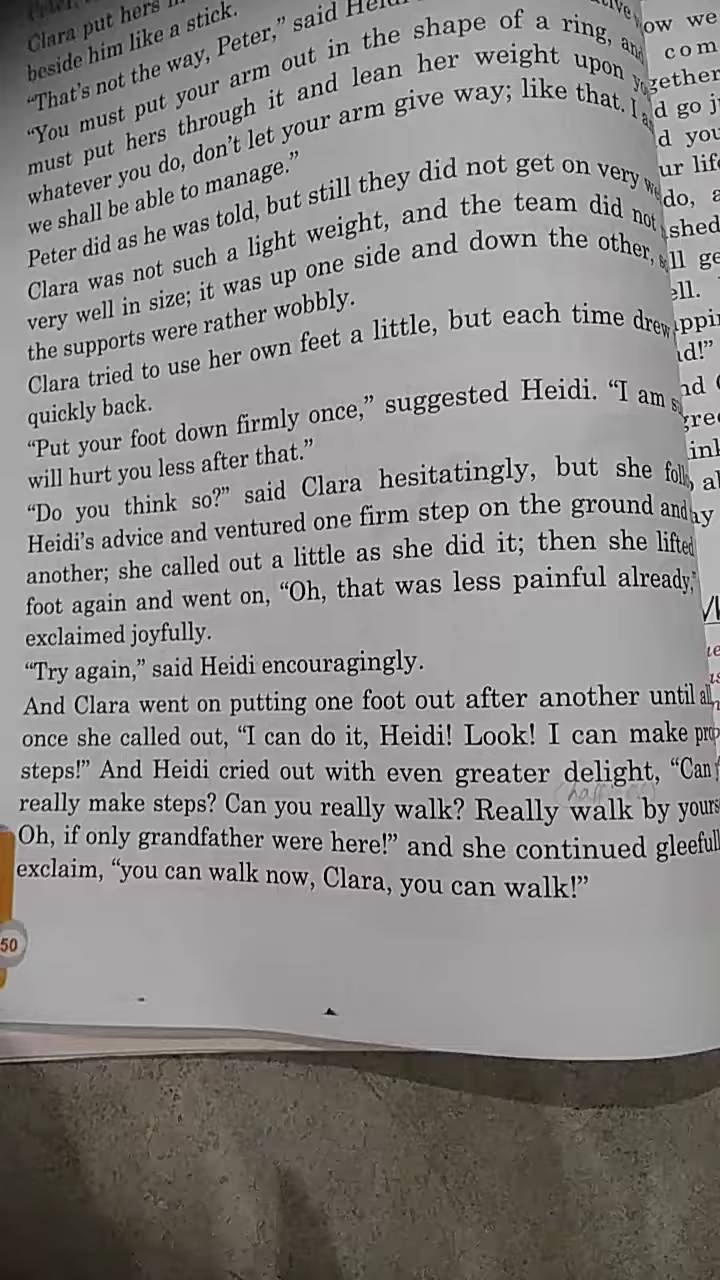 Clara put hers
beside him like a stick.
“That’s not the way, Peter,” said
“You must put your arm out in the shape of a ring, and
must put hers through it and lean her weight upon
whatever you do, don’t let your arm give way; like that. I
we shall be able to manage.”
Peter did as he was told, but still they did not get on very
Clara was not such a light weight, and the team did not
very well in size; it was up one side and down the other,
the supports were rather wobbly.
Clara tried to use her own feet a little, but each time drew
quickly back.
“Put your foot down firmly once,” suggested Heidi. “I am
will hurt you less after that.”
“Do you think so?” said Clara hesitatingly, but she
Heidi’s advice and ventured one firm step on the ground and
another; she called out a little as she did it; then she lifted
foot again and went on, “Oh, that was less painful already,”
exclaimed joyfully.
“Try again,” said Heidi encouragingly.
And Clara went on putting one foot out after another until
once she called out, “I can do it, Heidi! Look! I can make
steps!” And Heidi cried out with even greater delight, “Can
really make steps? Can you really walk? Really walk by
Oh, if only grandfather were here!” and she continued
exclaim, “you can walk now, Clara, you can walk!”
50
ow we
com
go
you
do,